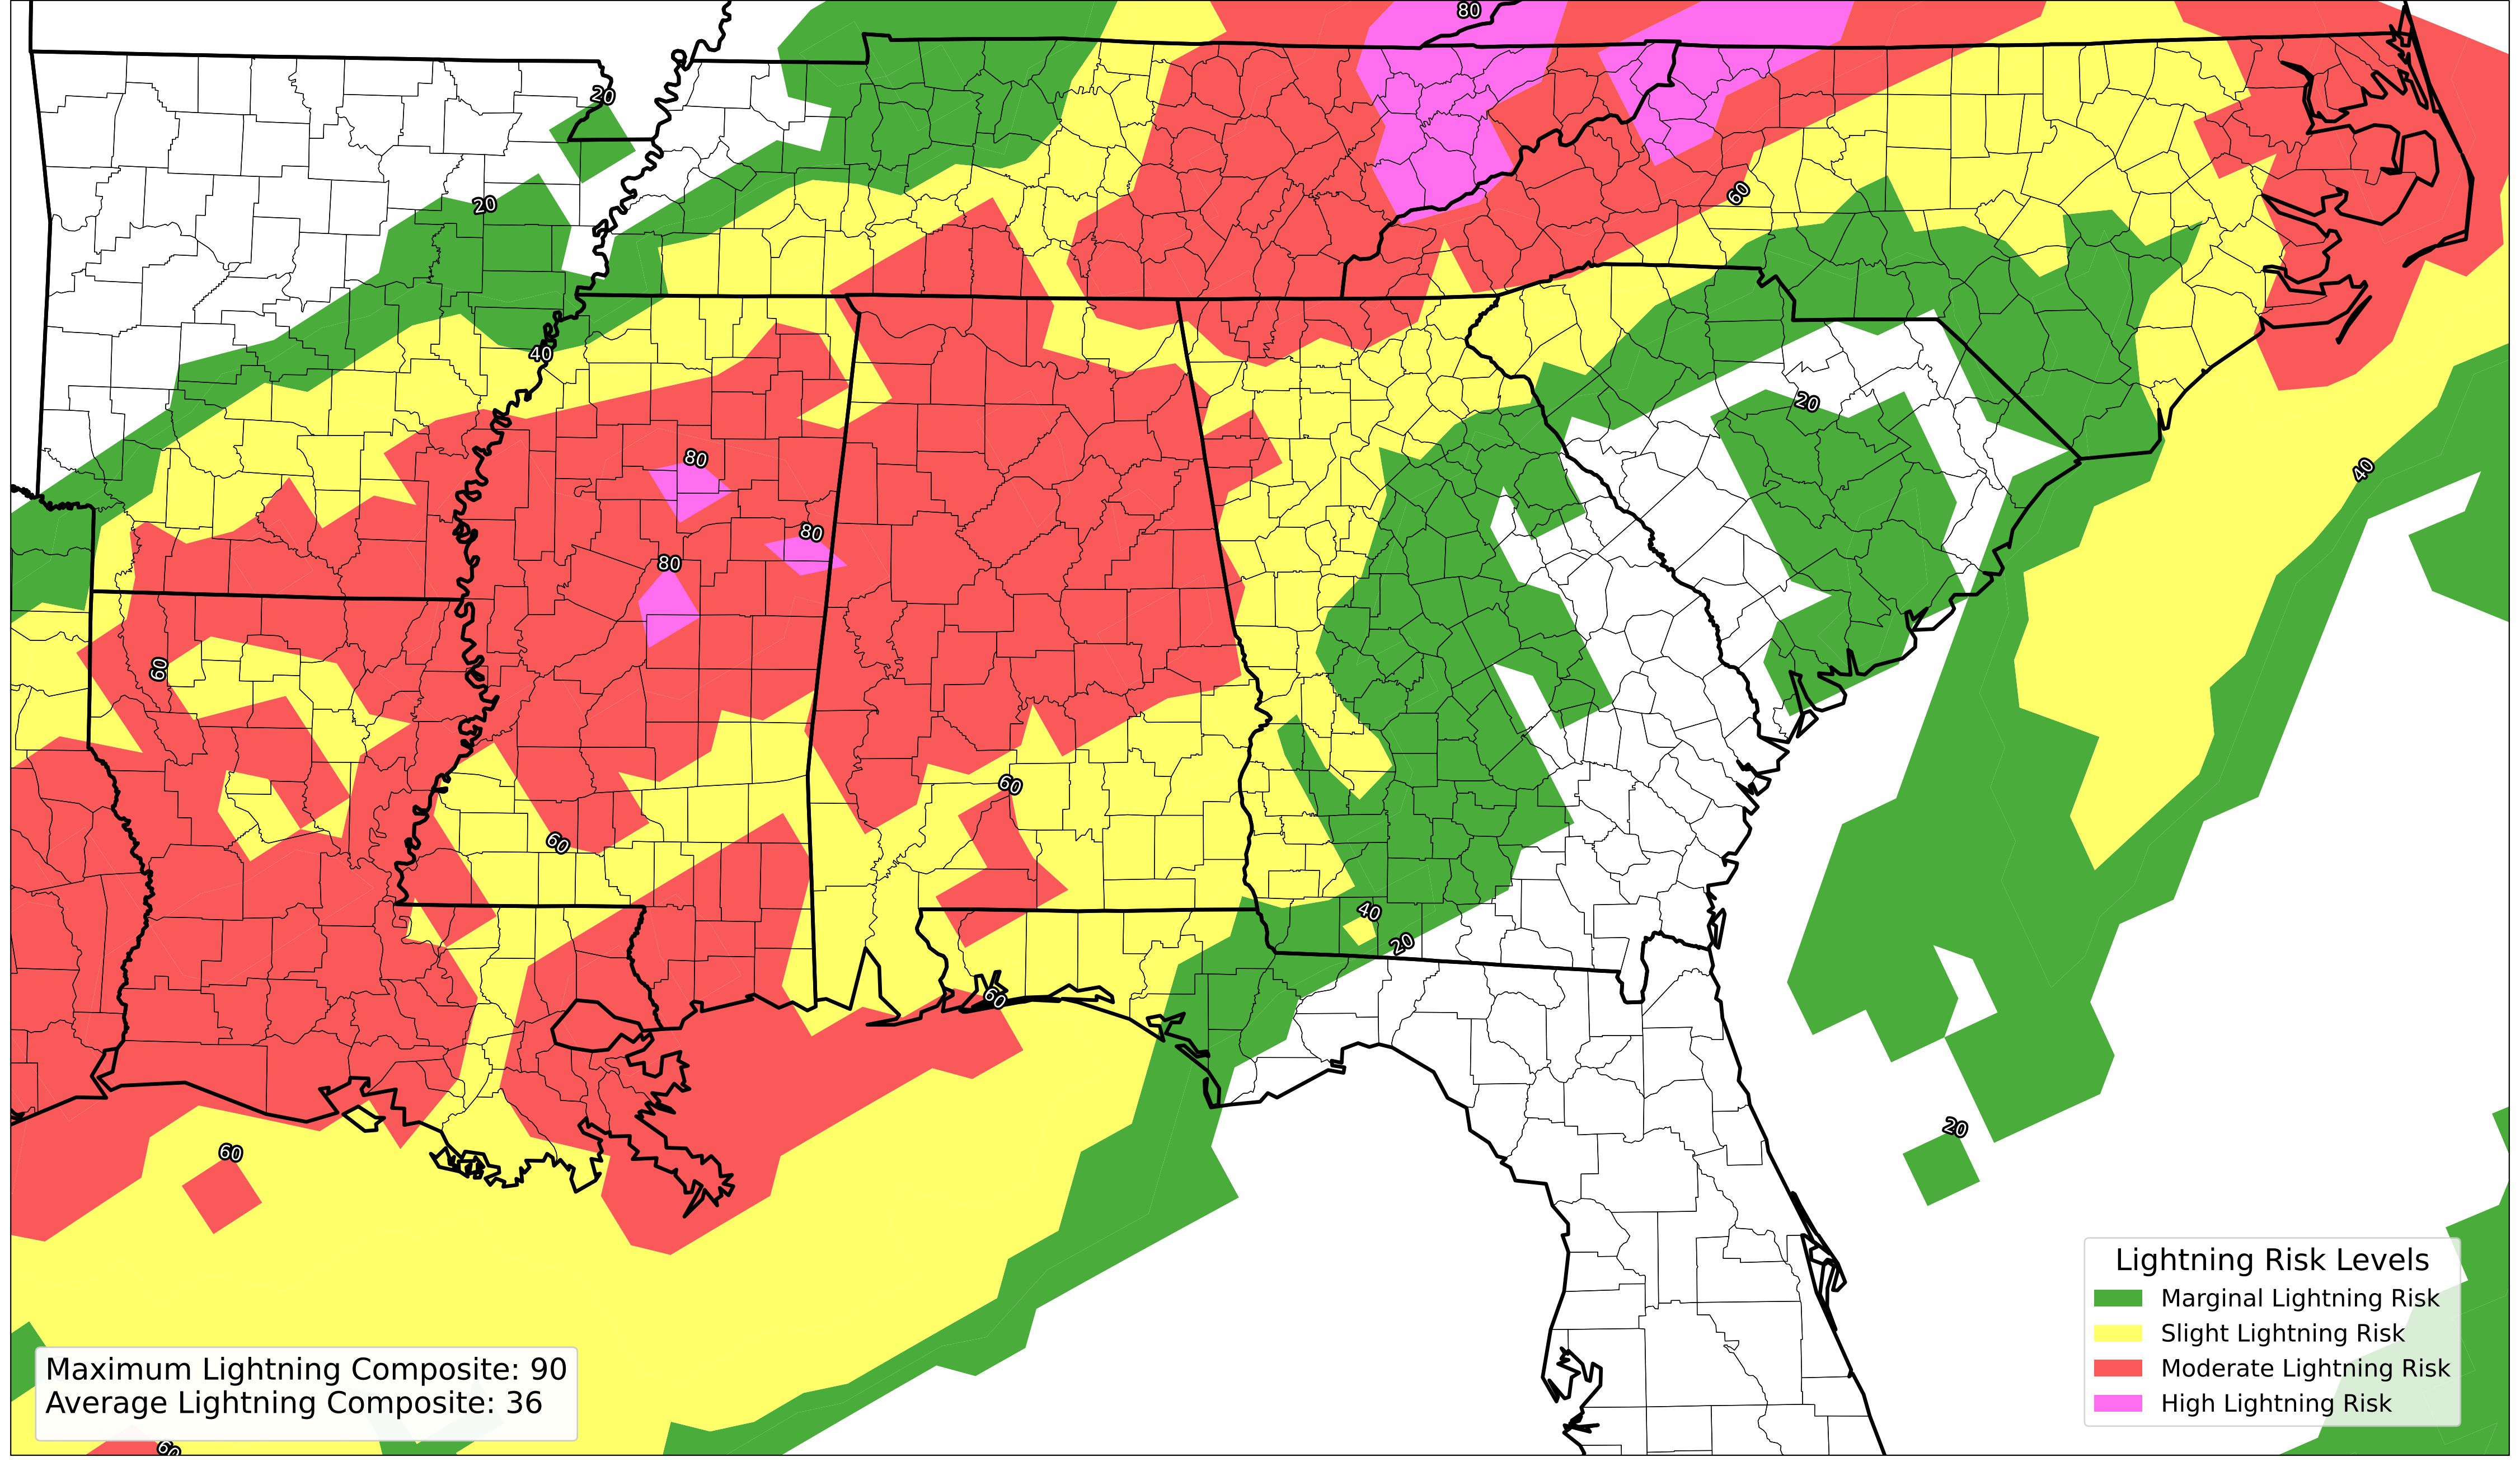 80
20
60
20
40
20
80
40
80
80
60
60
60
40
20
60
20
60
60
Lightning Risk Levels
Marginal Lightning Risk
Slight Lightning Risk
Moderate Lightning Risk
High Lightning Risk
Maximum Lightning Composite: 90
Average Lightning Composite: 36